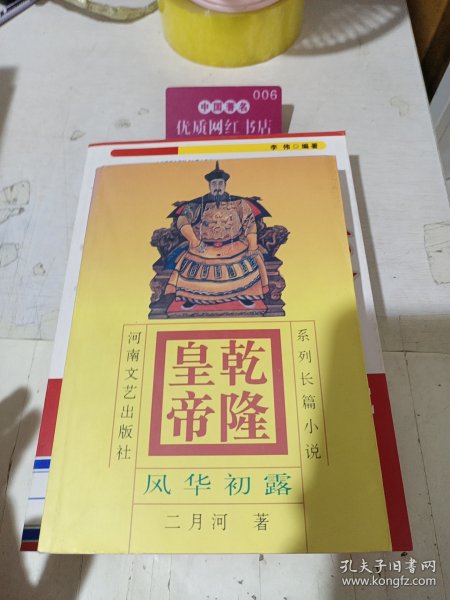 006
中国著名
优质网红书店
李伟◎编著
乾隆
皇帝
系列长篇小说
河南文艺出版社
风华初露
二月河 著
孔夫子旧书网
www.kongfz.com